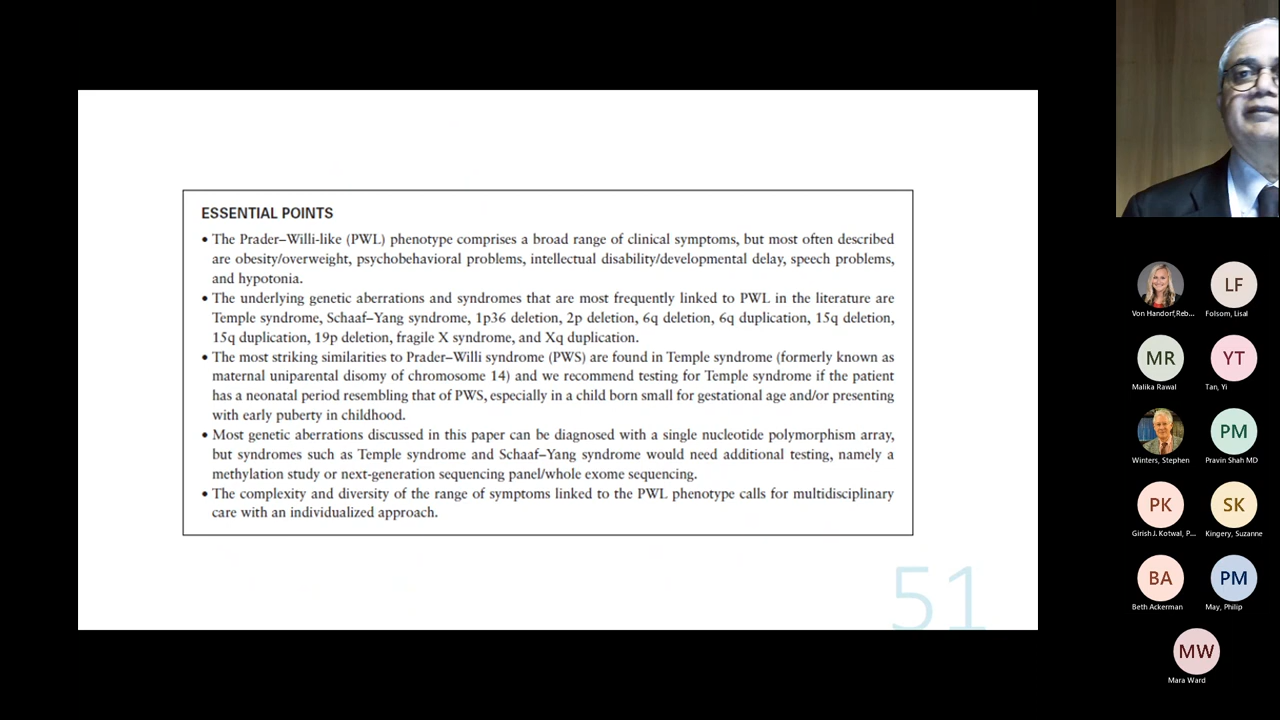 ESSENTIAL POINTS
• The Prader–Willi-like (PWL) phenotype comprises a broad range of clinical symptoms, but most often described
are obesity/overweight, psychobehavioral problems, intellectual disability/developmental delay, speech problems,
and hypotonia.
• The underlying genetic aberrations and syndromes that are most frequently linked to PWL in the literature are
Temple syndrome, Schaaf–Yang syndrome, 1p36 deletion, 2p deletion, 6q deletion, 6q duplication, 15q deletion,
15q duplication, 19p deletion, fragile X syndrome, and Xq duplication.
• The most striking similarities to Prader–Willi syndrome (PWS) are found in Temple syndrome (formerly known as
maternal uniparental disomy of chromosome 14) and we recommend testing for Temple syndrome if the patient
has a neonatal period resembling that of PWS, especially in a child born small for gestational age and/or presenting
with early puberty in childhood.
• Most genetic aberrations discussed in this paper can be diagnosed with a single nucleotide polymorphism array,
but syndromes such as Temple syndrome and Schaaf–Yang syndrome would need additional testing, namely a
methylation study or next-generation sequencing panel/whole exome sequencing.
• The complexity and diversity of the range of symptoms linked to the PWL phenotype calls for multidisciplinary
care with an individualized approach.
51
Von Handorf,Reb...
LF
Folsom, Lisal
MR
Malika Rawal
YT
Tan, Yi
Winters, Stephen
PM
Pravin Shah MD
PK
Girish J. Kotwal, P...
SK
Kingery, Suzanne
BA
Beth Ackerman
PM
May, Philip
MW
Mara Ward